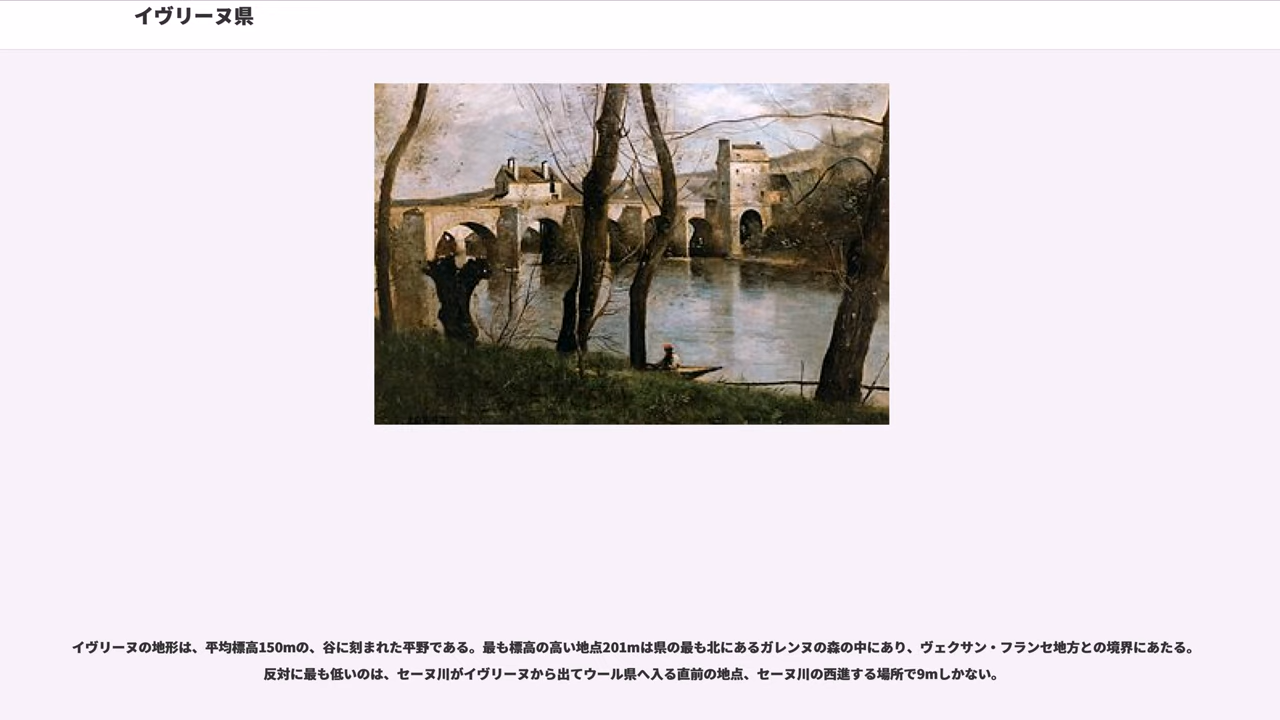 イヴリーヌ県
イヴリーヌの地形は、平均標高150mの、谷に刻まれた平野である。最も標高の高い地点201mは県の最も北にあるガレンヌの森の中にあり、ヴェクサン・フランセ地方との境界にあたる。
反対に最も低いのは、セーヌ川がイヴリーヌから出てウール県へ入る直前の地点、セーヌ川の西進する場所で9mしかない。